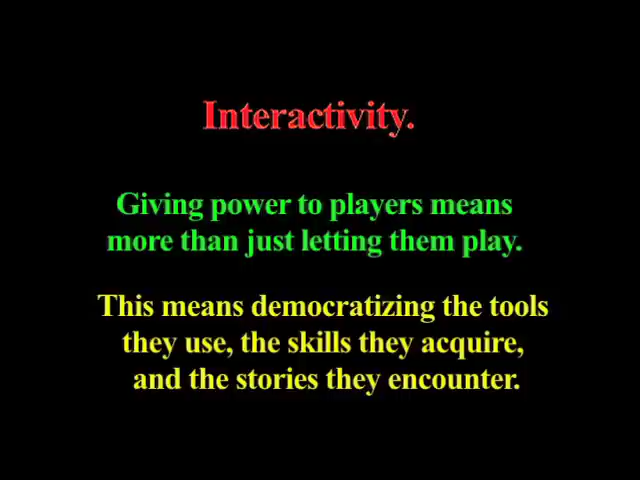 Interactivity.
Giving power to players means
more than just letting them play.
This means democratizing the tools
they use, the skills they acquire,
and the stories they encounter.